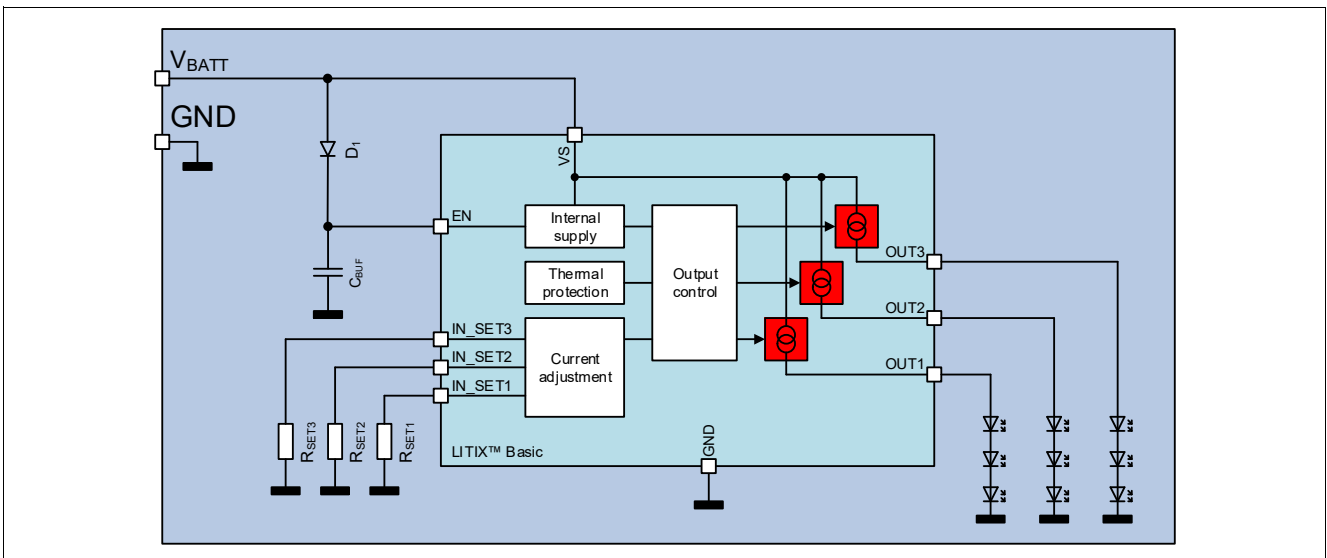 VBATT
GND
D1
VS
EN
Internal
supply
OUT3
Thermal
protection
Output
control
CBUF
OUT2
IN_SET3
IN_SET2
IN_SET1
Current
adjustment
OUT1
RSET3
RSET2
RSET1
LITIX™ Basic
GND